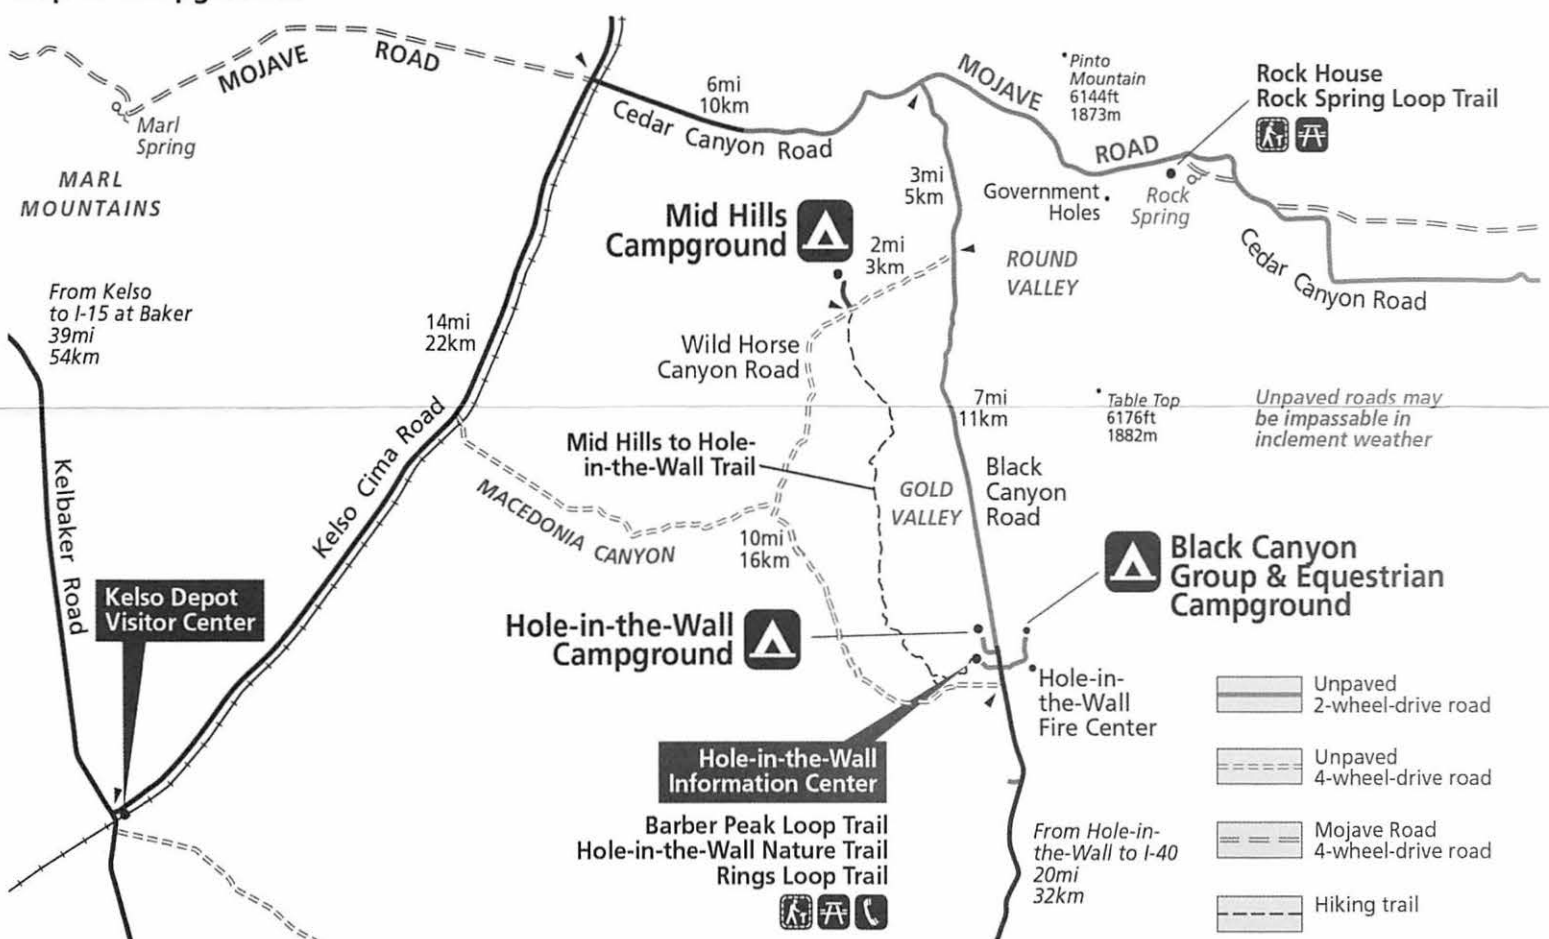 MOJAVE ROAD
Marl
Spring
MARL
MOUNTAINS
6mi
10km
Cedar Canyon Road
MOJAVE ROAD
Pinto
Mountain
6144ft
1873m
Rock House
Rock Spring Loop Trail
3mi
5km
Government
Holes
Rock
Spring
Mid Hills
Campground
2mi
3km
ROUND
VALLEY
Cedar Canyon Road
From Kelso
to I-15 at Baker
39mi
54km
14mi
22km
Wild Horse
Canyon Road
7mi
11km
Table Top
6176ft
1882m
Unpaved roads may
be impassable in
inclement weather
Kelbaker Road
Kelso Cima Road
Mid Hills to Hole-
in-the-Wall Trail
GOLD
VALLEY
Black
Canyon
Road
MACEDONIA CANYON
10mi
16km
Black Canyon
Group & Equestrian
Campground
Kelso Depot
Visitor Center
Hole-in-the-Wall
Campground
Hole-in-
the-Wall
Fire Center
Hole-in-the-Wall
Information Center
Barber Peak Loop Trail
Hole-in-the-Wall Nature Trail
Rings Loop Trail
From Hole-in-
the-Wall to I-40
20mi
32km
Unpaved
2-wheel-drive road
Unpaved
4-wheel-drive road
Mojave Road
4-wheel-drive road
Hiking trail